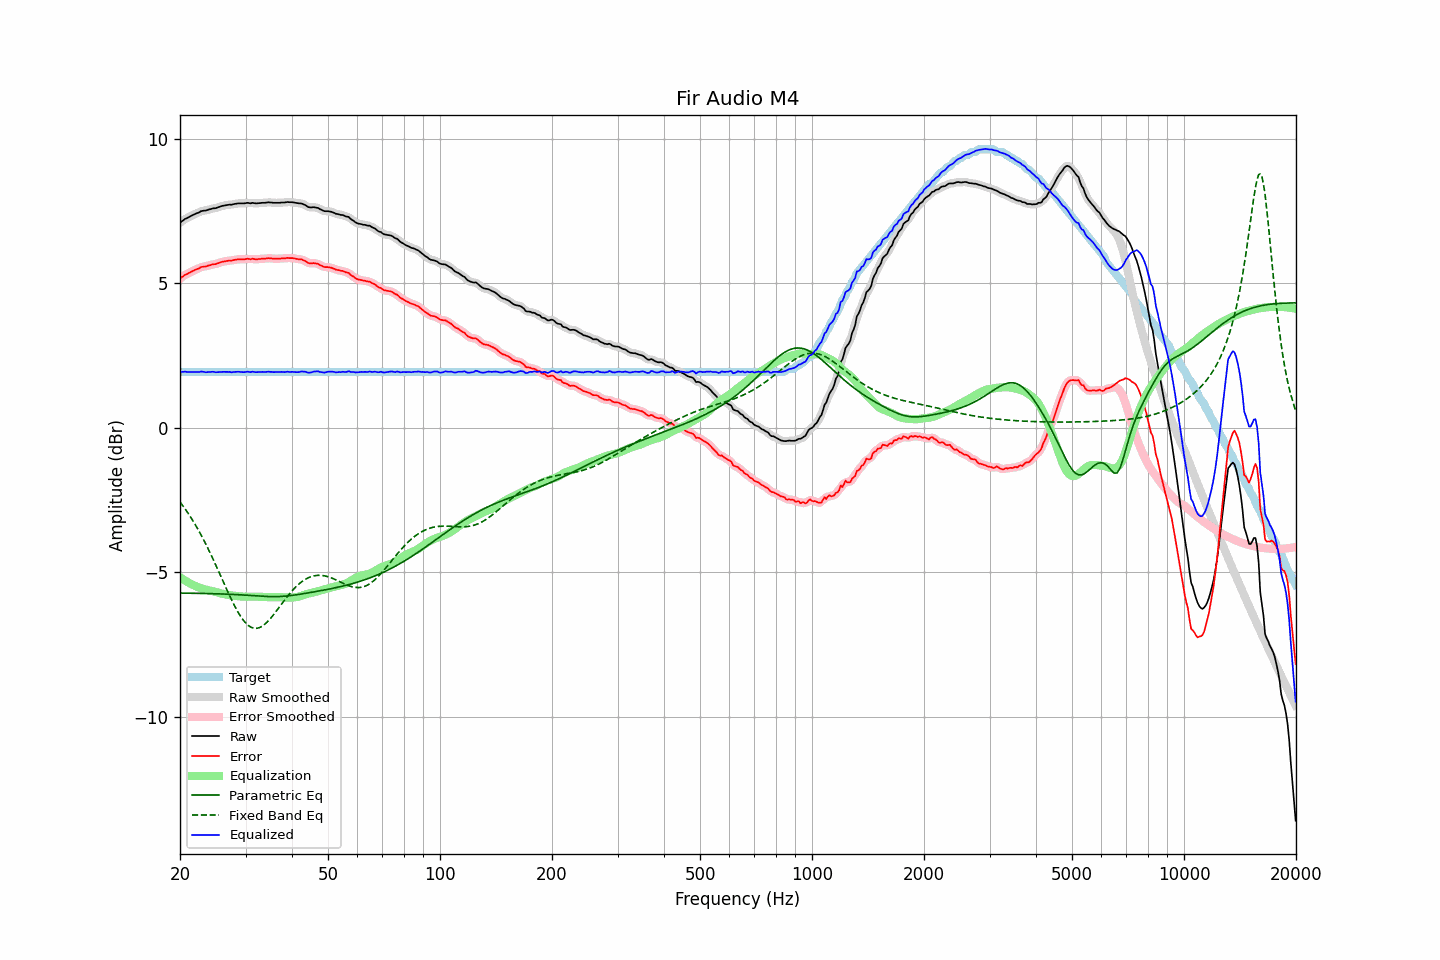 Fir Audio M4
10
5
0
−5
−10
Amplitude (dBr)
Target
Raw Smoothed
Error Smoothed
Raw
Error
Equalization
Parametric Eq
Fixed Band Eq
Equalized
20 50 100 200 500 1000 2000 5000 10000 20000
Frequency (Hz)